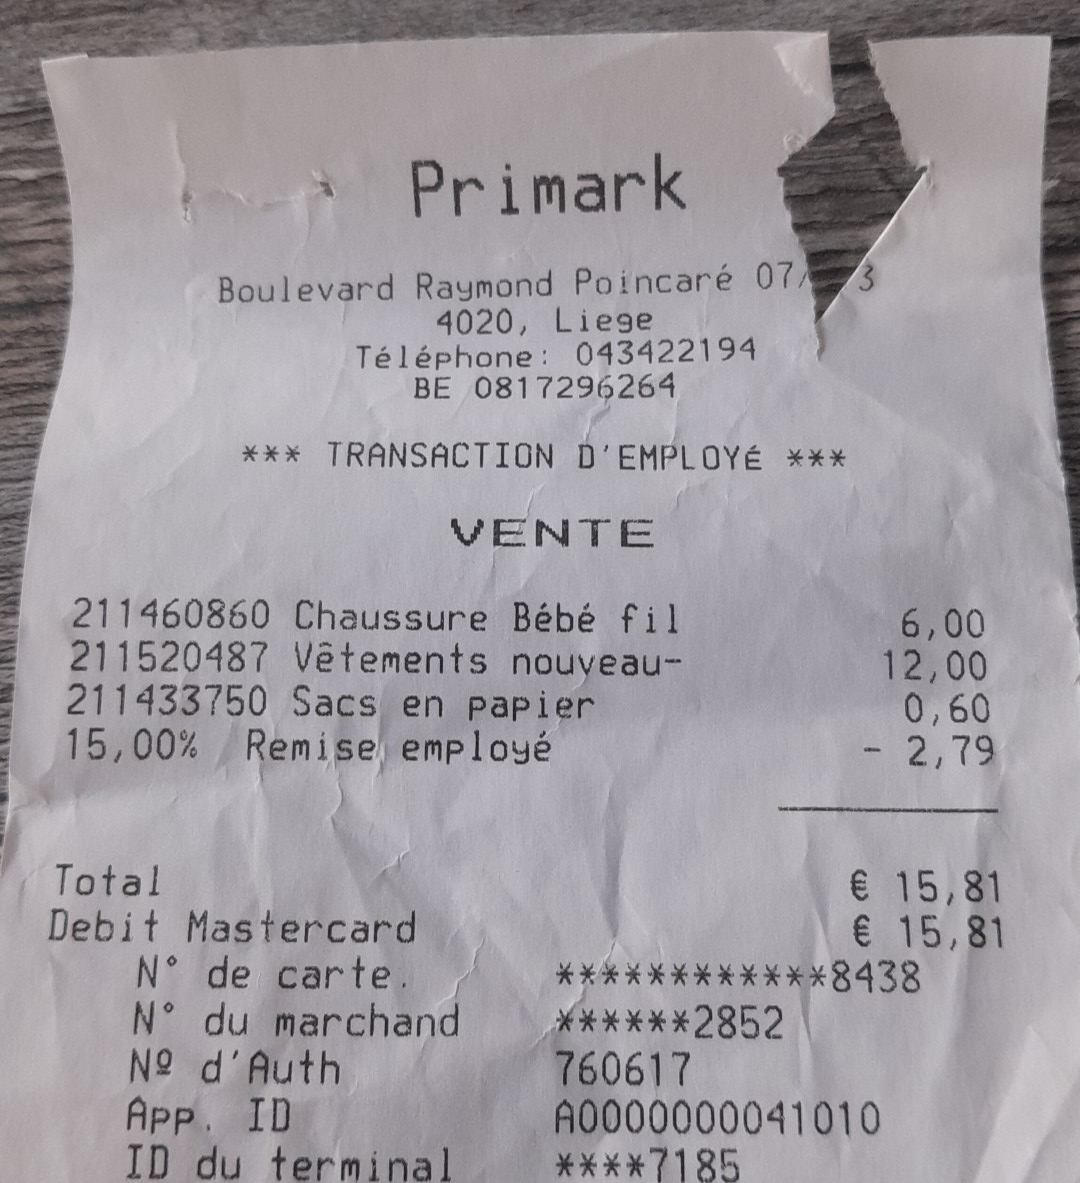 Primark
Boulevard Raymond Poincaré 07/ 3
4020, Liege
Téléphone: 043422194
BE 0817296264
*** TRANSACTION D'EMPLOYÉ ***
VENTE
211460860 Chaussure Bébé fil 6,00
211520487 Vêtements nouveau- 12,00
211433750 Sacs en papier 0,60
15,00% Remise employé - 2,79
Total € 15,81
Debit Mastercard € 15,81
N° de carte. ************8438
N° du marchand ******2852
Nº d'Auth 760617
App. ID A0000000041010
ID du terminal ****7185